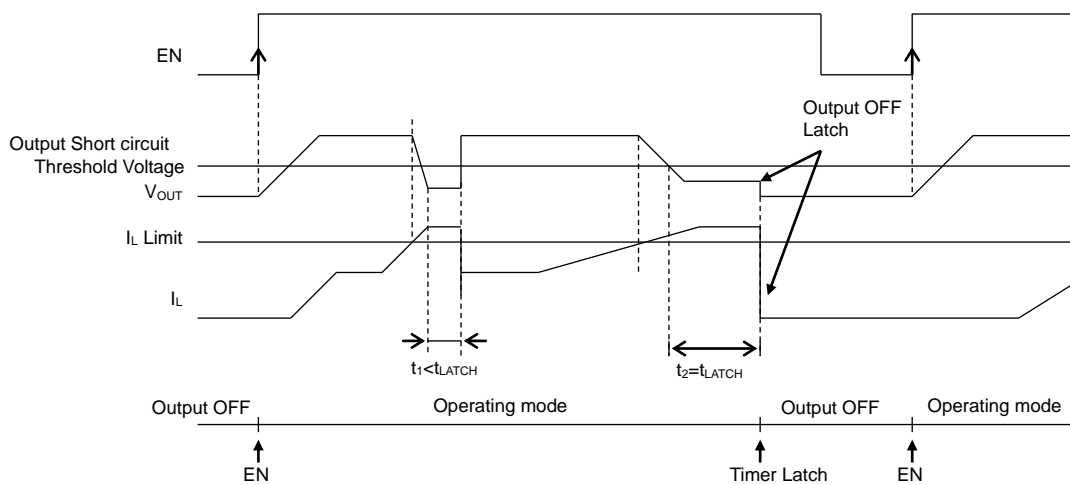 EN
Output OFF
Latch
Output Short circuit
Threshold Voltage
VOUT
IL Limit
IL
t1<tLATCH
t2=tLATCH
Output OFF
Operating mode
Output OFF
Operating mode
EN
Timer Latch
EN